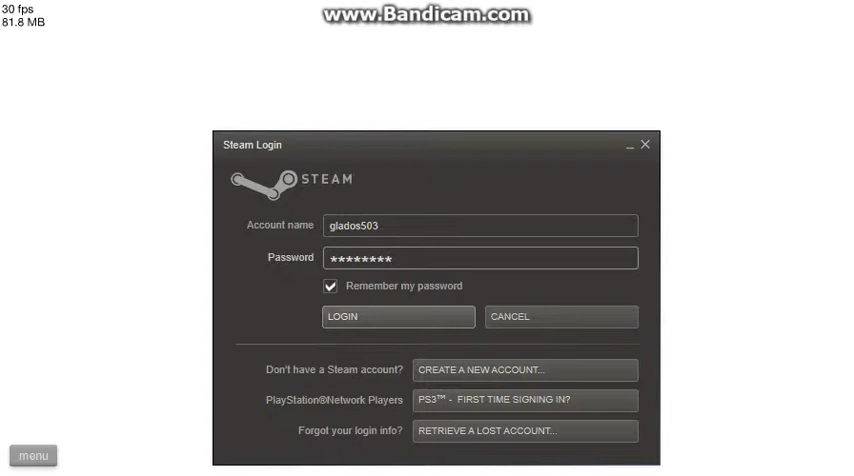 30 fps
81.8 MB
www.Bandicam.com
Steam Login
STEAM
Account name glados503
Password ********
Remember my password
LOGIN CANCEL
Don't have a Steam account? CREATE A NEW ACCOUNT...
PlayStation®Network Players PS3™ - FIRST TIME SIGNING IN?
Forgot your login info? RETRIEVE A LOST ACCOUNT...
menu